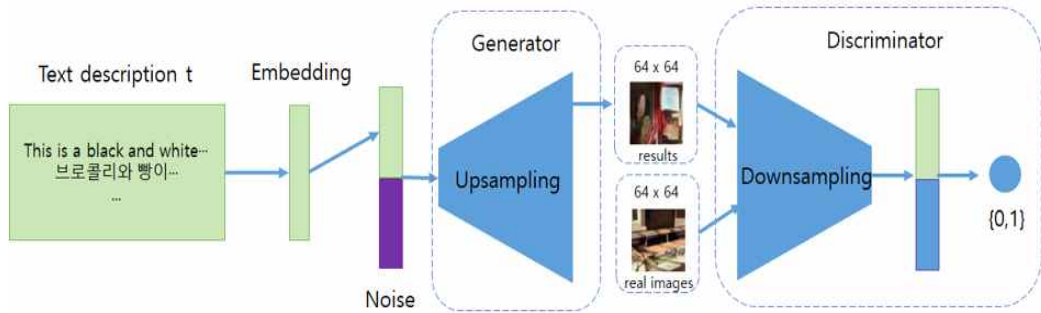 Text description t
This is a black and white…
브로콜리와 빵이…
…
Embedding
Noise
Generator
Upsampling
64 x 64
results
64 x 64
real images
Discriminator
Downsampling
{0,1}